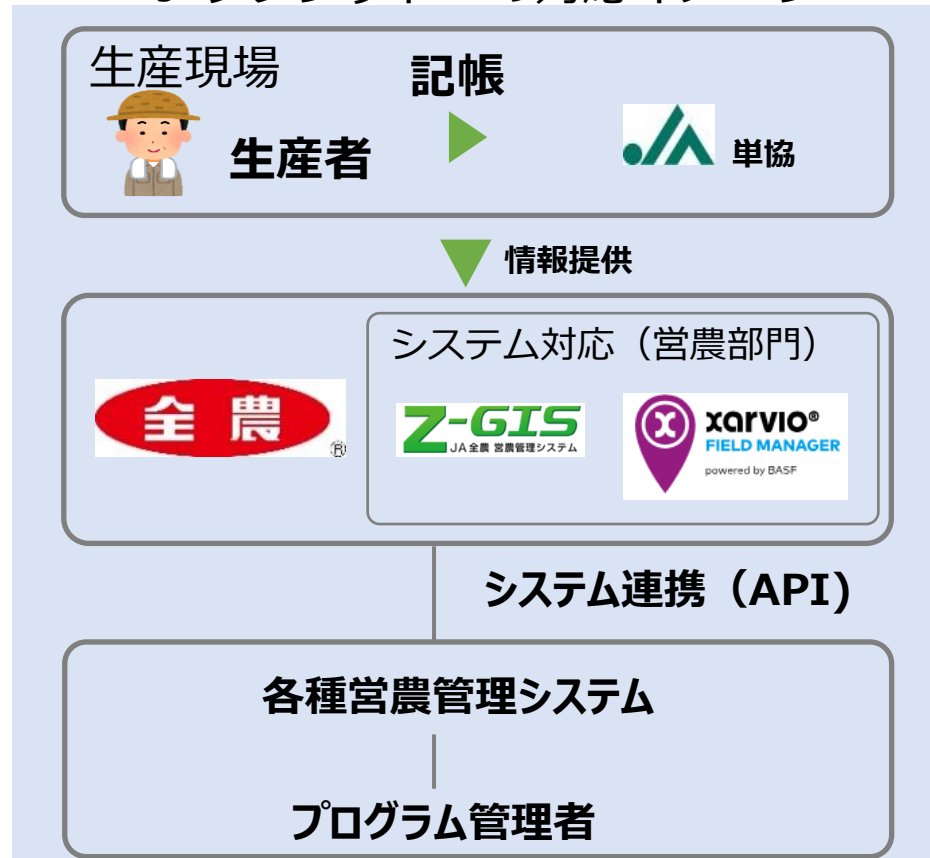 生産現場
記帳
生産者
JA 単協
情報提供
システム対応（営農部門）
全農®
Z-GIS
JA全農 営農管理システム
xarvio®
FIELD MANAGER
powered by BASF
システム連携（API)
各種営農管理システム
プログラム管理者